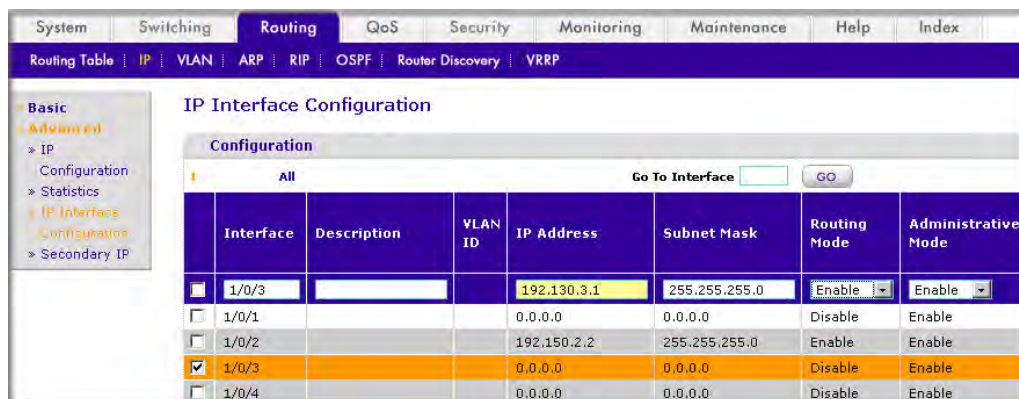 System Switching Routing QoS Security Monitoring Maintenance Help Index
Routing Table IP VLAN ARP RIP OSPF Router Discovery VRRP
Basic
Advanced
» IP
Configuration
» Statistics
» IP Interface
Configuration
» Secondary IP
IP Interface Configuration
Configuration
1 All Go To Interface GO
Interface Description VLAN ID IP Address Subnet Mask Routing Mode Administrative Mode
1/0/3 192.130.3.1 255.255.255.0 Enable Enable
1/0/1 0.0.0.0 0.0.0.0 Disable Enable
1/0/2 192.150.2.2 255.255.255.0 Enable Enable
1/0/3 0.0.0.0 0.0.0.0 Disable Enable
1/0/4 0.0.0.0 0.0.0.0 Disable Enable